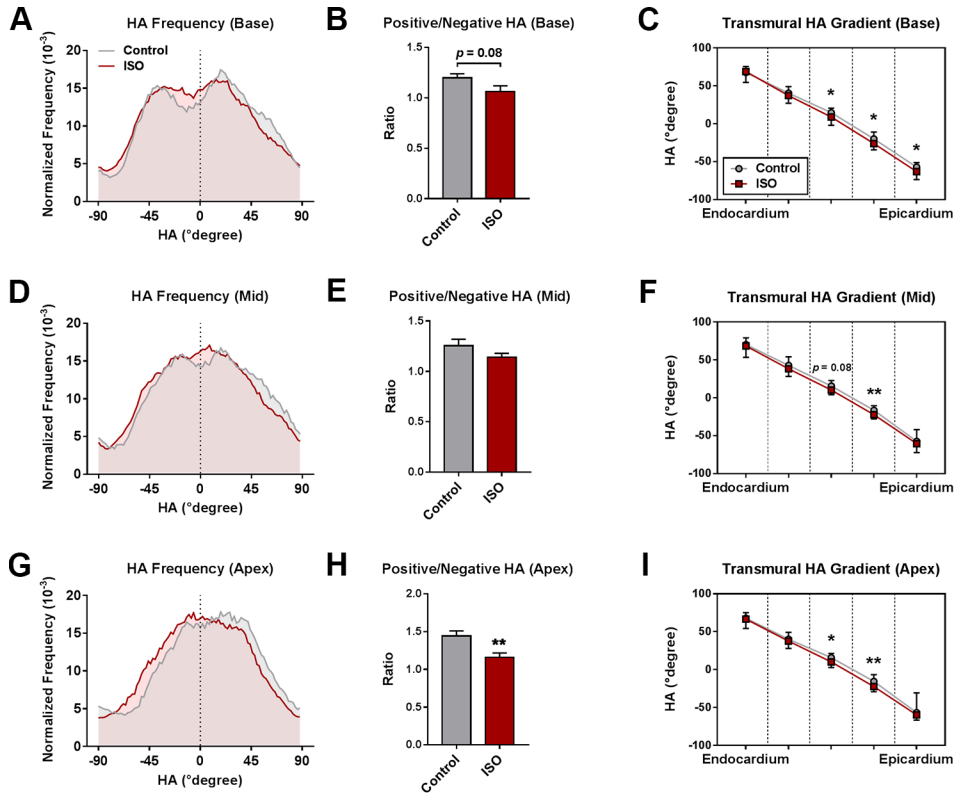 A
HA Frequency (Base)
Normalized Frequency (10⁻³)
20
15
10
5
0
Control
ISO
-90
-45
0
45
90
HA (°degree)
B
Positive/Negative HA (Base)
Ratio
1.5
1.0
0.5
0.0
p = 0.08
Control
ISO
C
Transmural HA Gradient (Base)
HA (°degree)
100
50
0
-50
-100
*
*
*
Control
ISO
Endocardium
Epicardium
D
HA Frequency (Mid)
Normalized Frequency (10⁻³)
20
15
10
5
0
-90
-45
0
45
90
HA (°degree)
E
Positive/Negative HA (Mid)
Ratio
1.5
1.0
0.5
0.0
Control
ISO
F
Transmural HA Gradient (Mid)
HA (°degree)
100
50
0
-50
-100
p = 0.08
**
Endocardium
Epicardium
G
HA Frequency (Apex)
Normalized Frequency (10⁻³)
20
15
10
5
0
-90
-45
0
45
90
HA (°degree)
H
Positive/Negative HA (Apex)
Ratio
2.0
1.5
1.0
0.5
0.0
**
Control
ISO
I
Transmural HA Gradient (Apex)
HA (°degree)
100
50
0
-50
-100
*
**
Endocardium
Epicardium